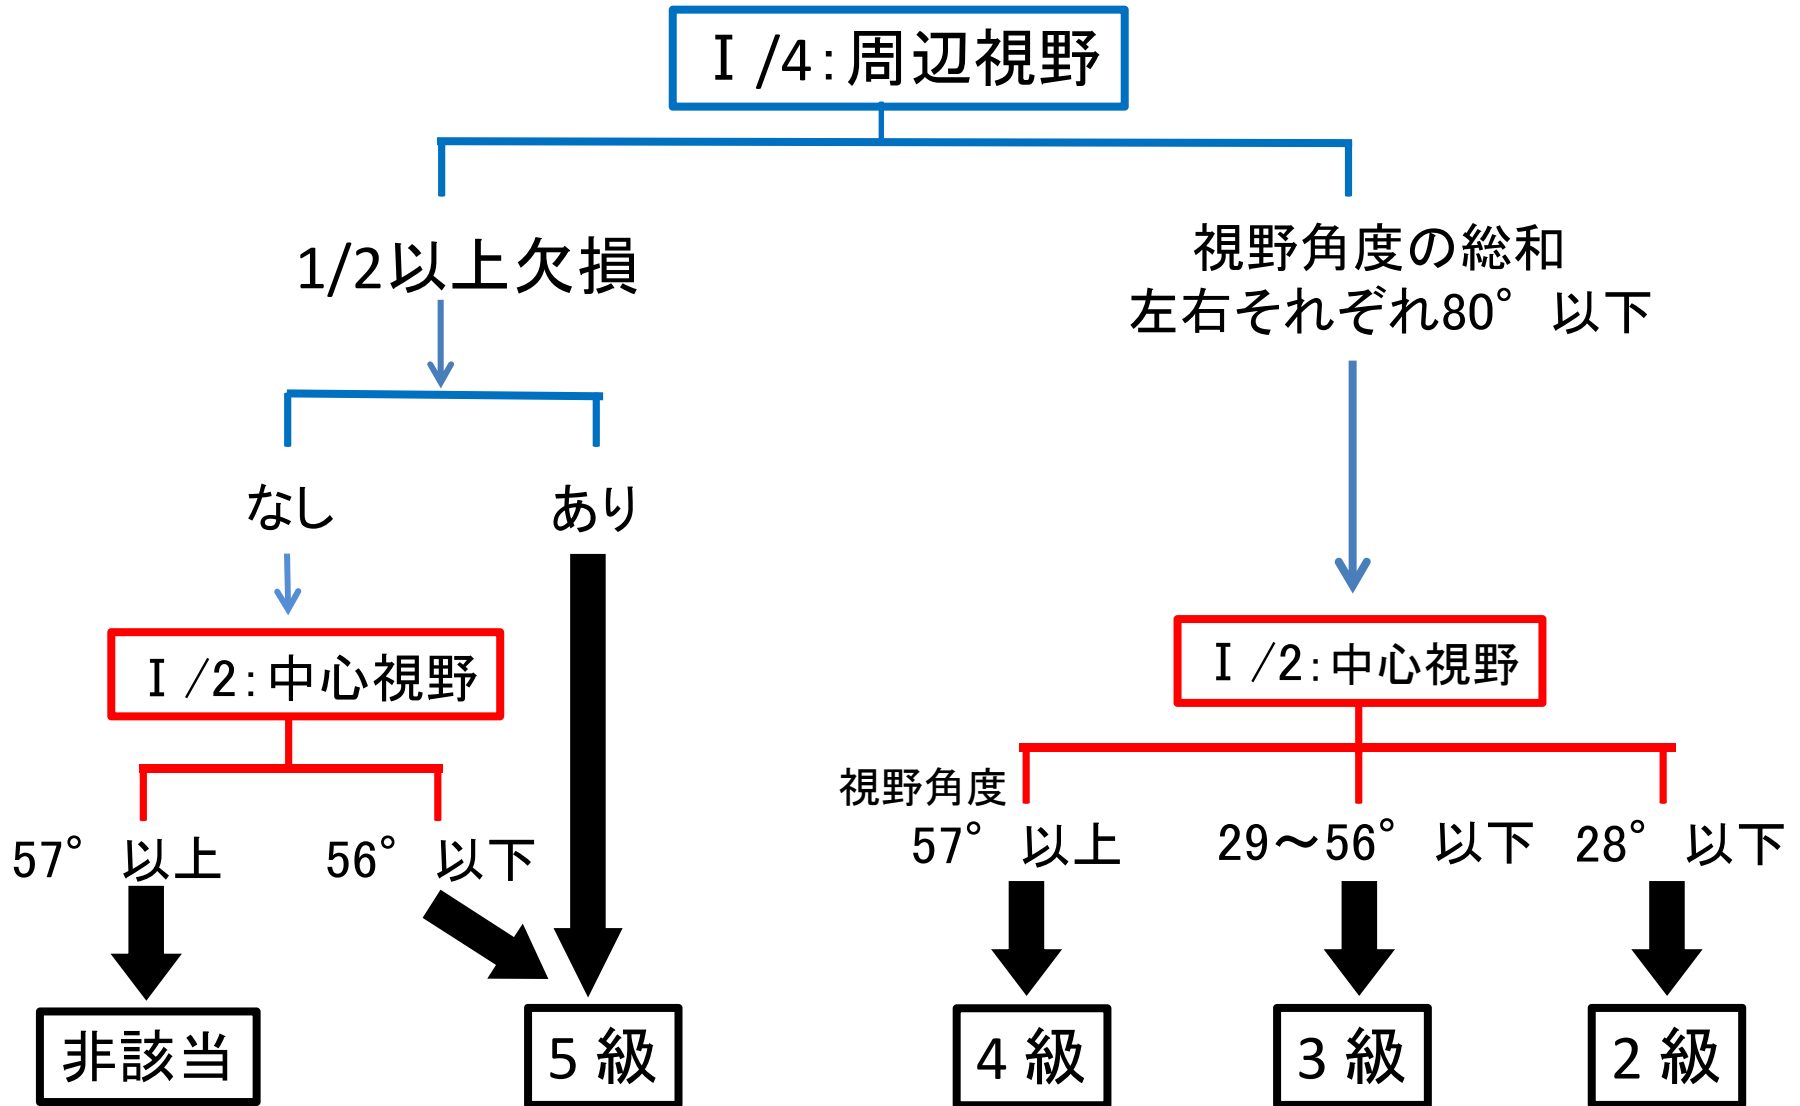 Ⅰ/4:周辺視野
1/2以上欠損
視野角度の総和
左右それぞれ80° 以下
なし
あり
Ⅰ/2:中心視野
Ⅰ/2:中心視野
視野角度
57° 以上
56° 以下
57° 以上
29～56° 以下
28° 以下
非該当
5 級
4 級
3 級
2 級